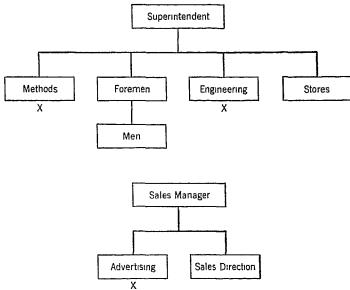 Superintendent
Methods Foremen Engineering Stores
X X
Men
Sales Manager
Advertising Sales Direction
X